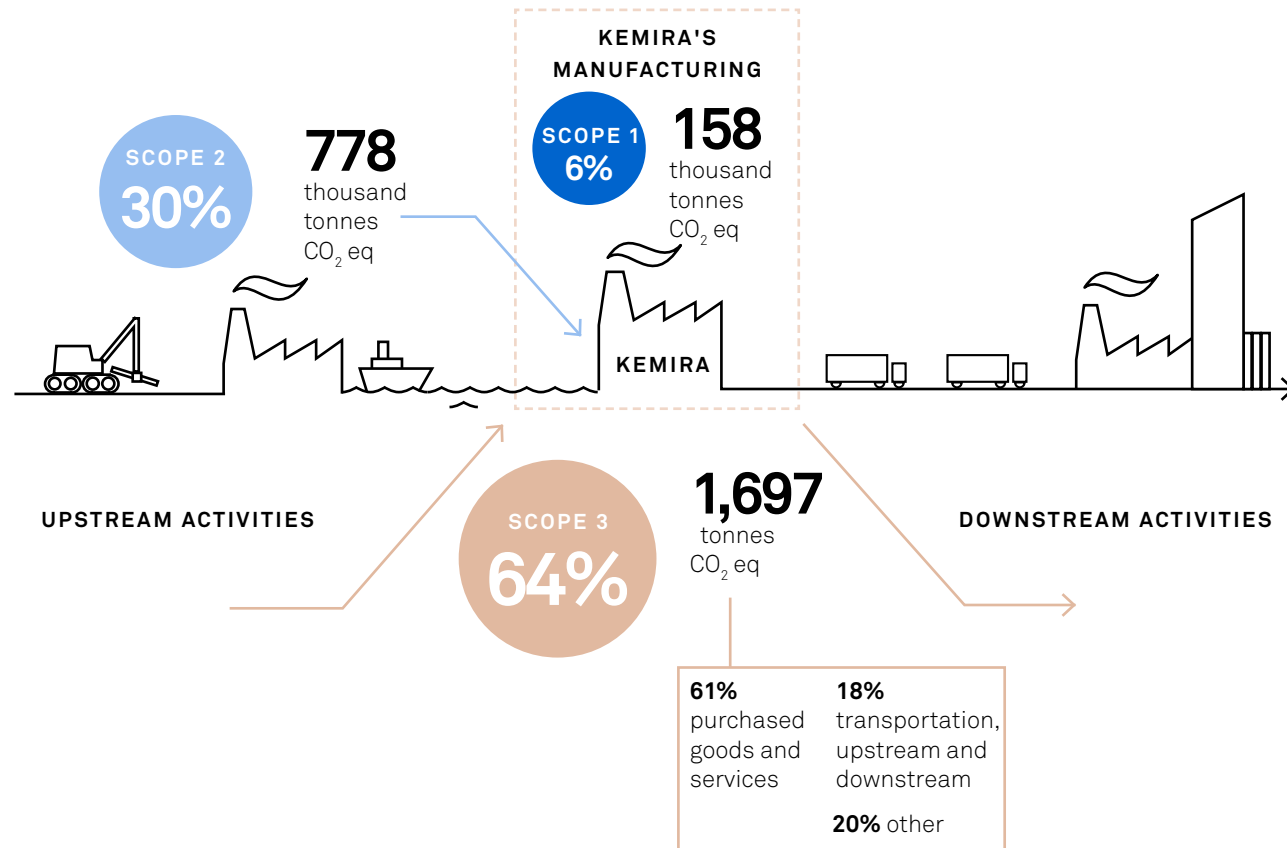 KEMIRA'S
MANUFACTURING
SCOPE 2
30%
778
thousand
tonnes
CO₂ eq
SCOPE 1
6%
158
thousand
tonnes
CO₂ eq
KEMIRA
UPSTREAM ACTIVITIES
SCOPE 3
64%
1,697
tonnes
CO₂ eq
DOWNSTREAM ACTIVITIES
61%
purchased
goods and
services
18%
transportation,
upstream and
downstream
20% other